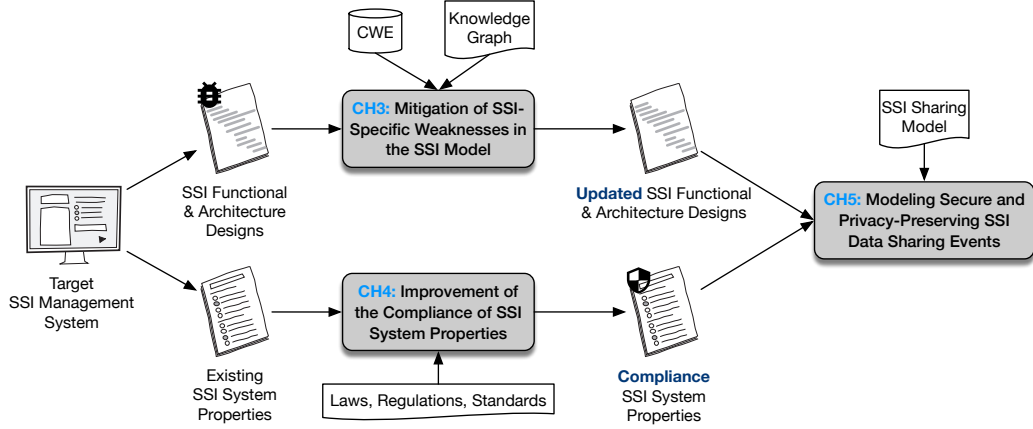 CWE
Knowledge
Graph
CH3: Mitigation of SSI-
Specific Weaknesses in
the SSI Model
SSI Functional
& Architecture
Designs
Updated SSI Functional
& Architecture Designs
SSI Sharing
Model
CH5: Modeling Secure and
Privacy-Preserving SSI
Data Sharing Events
Target
SSI Management
System
CH4: Improvement of
the Compliance of SSI
System Properties
Existing
SSI System
Properties
Laws, Regulations, Standards
Compliance
SSI System
Properties